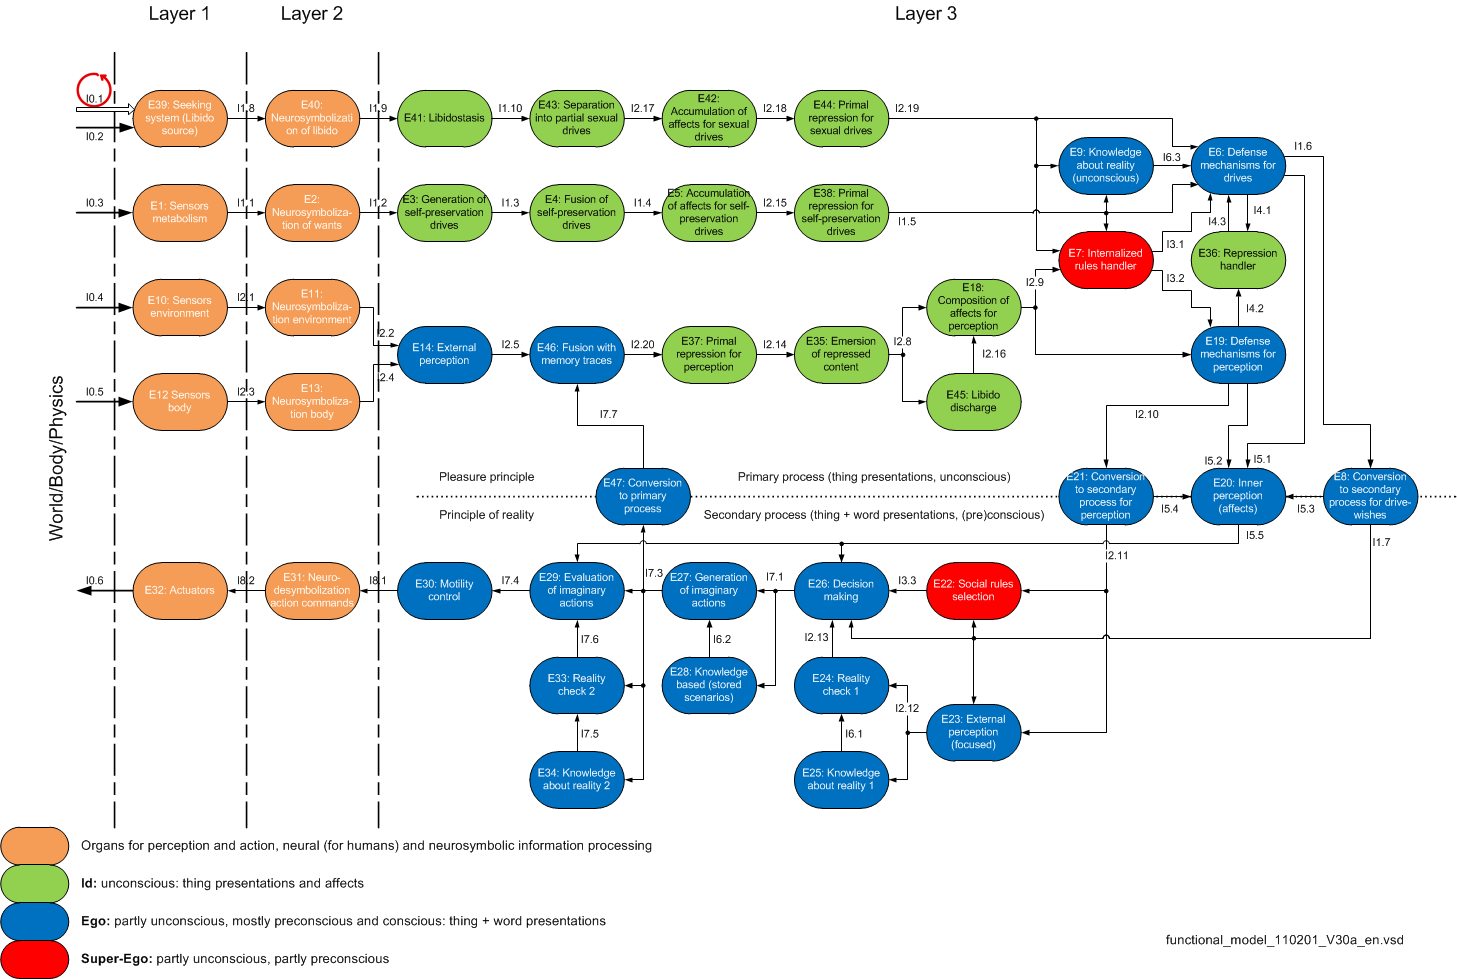 Layer 1
Layer 2
Layer 3
I0.1
I0.2
E39: Seeking
system (Libido
source)
I1.8
E40:
Neurosymbolizati
on of libido
I1.9
E41: Libidostasis
I1.10
E43: Separation
into partial sexual
drives
I2.17
E42:
Accumulation of
affects for sexual
drives
I2.18
E44: Primal
repression for
sexual drives
I2.19
E9: Knowledge
about reality
(unconscious)
I6.3
E6: Defense
mechanisms for
drives
I1.6
I0.3
E1: Sensors
metabolism
I1.1
E2:
Neurosymboliza-
tion of wants
I1.2
E3: Generation of
self-preservation
drives
I1.3
E4: Fusion of
self-preservation
drives
I1.4
E5: Accumulation
of affects for self-
preservation
drives
I2.15
E38: Primal
repression for
self-preservation
drives
I1.5
I4.3
I4.1
E7: Internalized
rules handler
I3.1
I3.2
E36: Repression
handler
I0.4
E10: Sensors
environment
I2.1
E11:
Neurosymboliza-
tion environment
I2.2
E14: External
perception
I2.5
E46: Fusion with
memory traces
I2.20
E37: Primal
repression for
perception
I2.14
E35: Emersion
of repressed
content
I2.8
E18:
Composition of
affects for
perception
I2.9
I4.2
E19: Defense
mechanisms for
perception
I2.16
E45: Libido
discharge
I0.5
E12 Sensors
body
I2.3
E13:
Neurosymboliza-
tion body
I2.4
I7.7
I2.10
I5.2
I5.1
World/Body/Physics
Pleasure principle
Primary process (thing presentations, unconscious)
Principle of reality
Secondary process (thing + word presentations, (pre)conscious)
E47: Conversion
to primary
process
E21: Conversion
to secondary
process for
perception
I5.4
E20: Inner
perception
(affects)
I5.3
E8: Conversion
to secondary
process for drive-
wishes
I5.5
I1.7
I2.11
I0.6
E32: Actuators
I8.2
E31: Neuro-
desymbolization
action commands
I8.1
E30: Motility
control
I7.4
E29: Evaluation
of imaginary
actions
I7.3
E27: Generation
of imaginary
actions
I7.1
E26: Decision
making
I3.3
E22: Social rules
selection
I7.6
I6.2
I2.13
E33: Reality
check 2
E28: Knowledge
based (stored
scenarios)
E24: Reality
check 1
I2.12
E23: External
perception
(focused)
I7.5
I6.1
E34: Knowledge
about reality 2
E25: Knowledge
about reality 1
Organs for perception and action, neural (for humans) and neurosymbolic information processing
Id: unconscious: thing presentations and affects
Ego: partly unconscious, mostly preconscious and conscious: thing + word presentations
Super-Ego: partly unconscious, partly preconscious
functional_model_110201_V30a_en.vsd